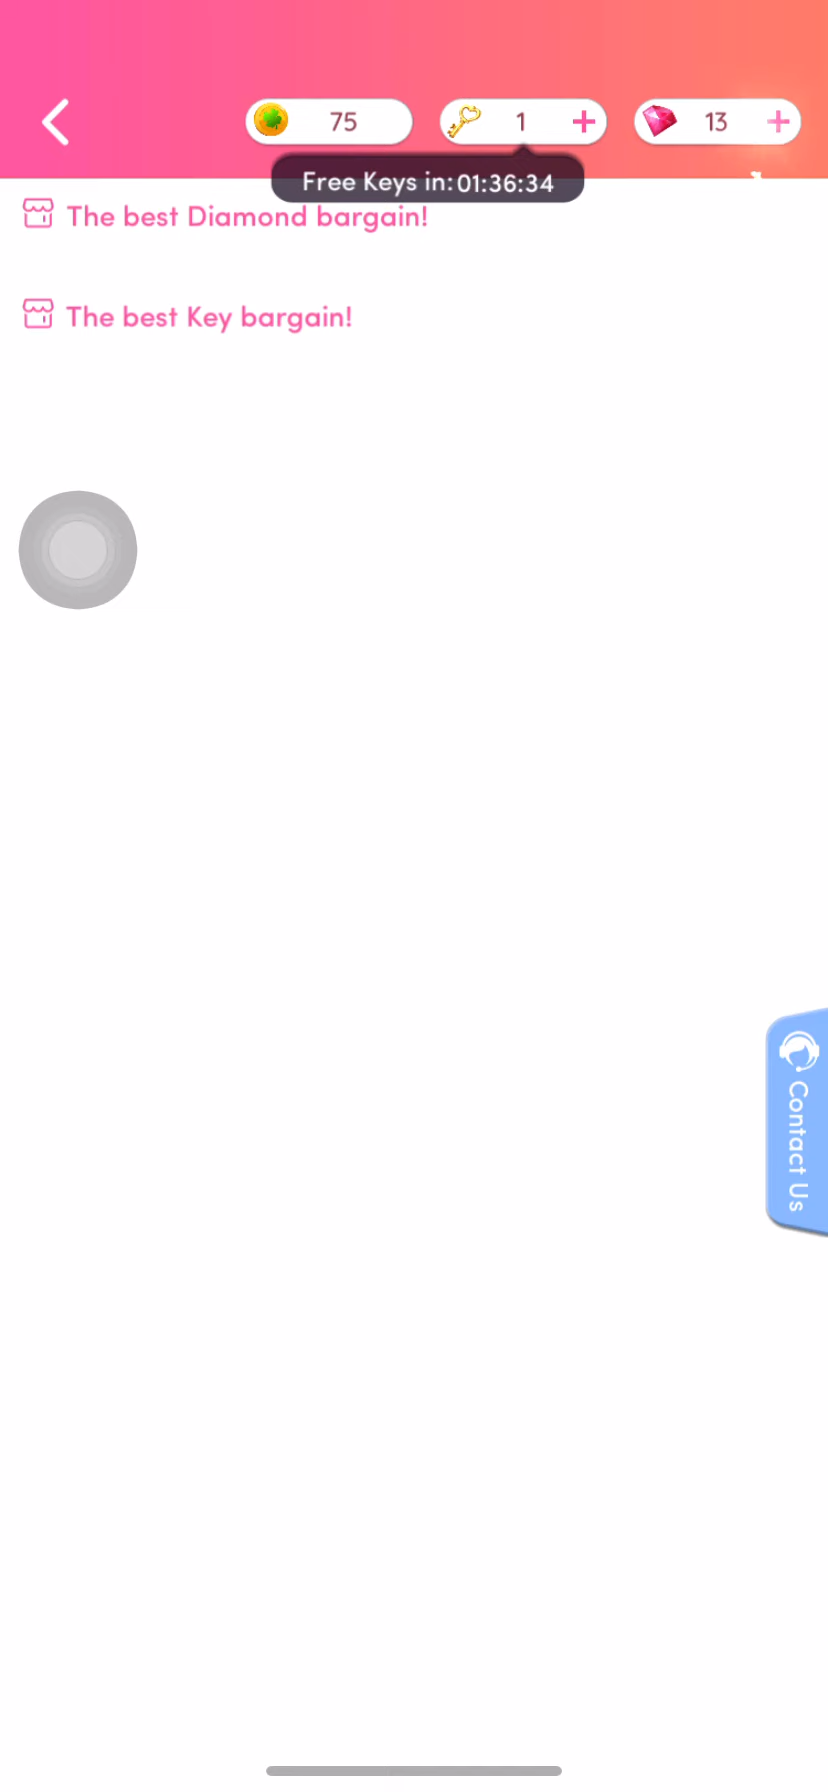 75 1 + 13 +
Free Keys in:01:36:34
The best Diamond bargain!
The best Key bargain!
Contact Us